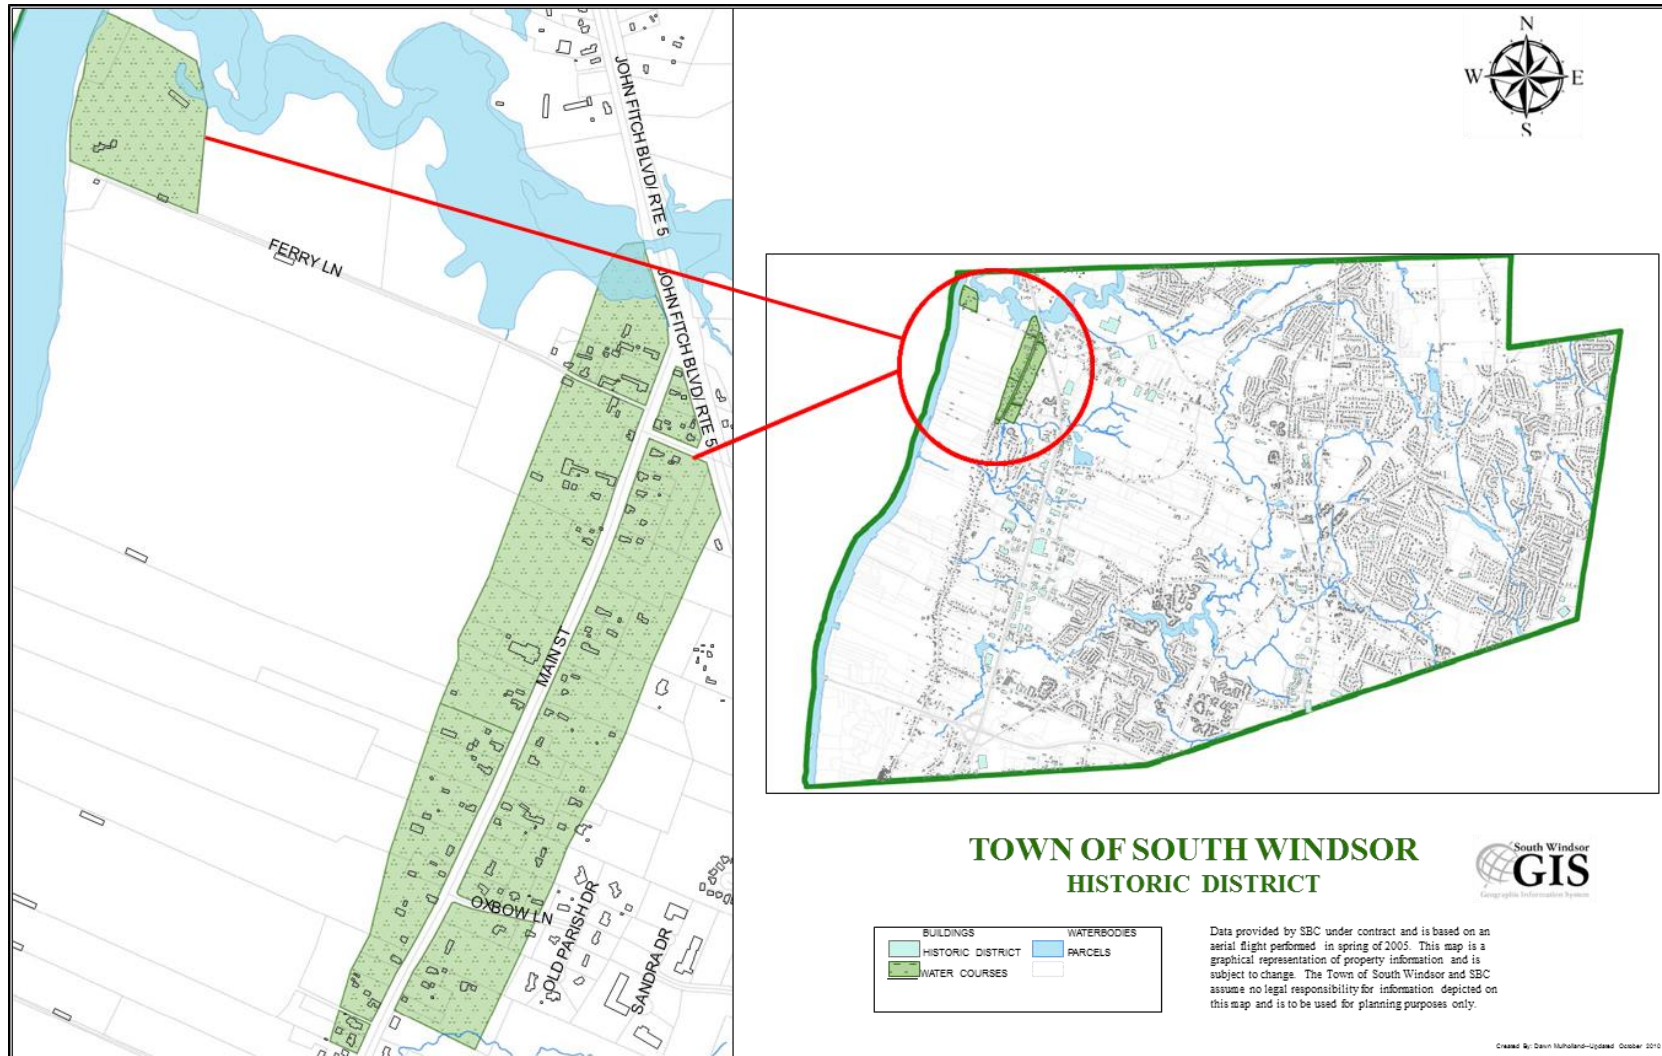 JOHN FITCH BLVD/ RTE 5
JOHN FITCH BLVD/ RTE 5
FERRY LN
MAIN ST
OXBOW LN
OLD PARISH DR
SANDRA DR
N
W E
S
TOWN OF SOUTH WINDSOR
HISTORIC DISTRICT
South Windsor
GIS
Geographic Information System
BUILDINGS WATERBODIES
HISTORIC DISTRICT PARCELS
WATER COURSES
Data provided by SBC under contract and is based on an
aerial flight performed in spring of 2005. This map is a
graphical representation of property information and is
subject to change. The Town of South Windsor and SBC
assume no legal responsibility for information depicted on
this map and is to be used for planning purposes only.
Created By: Dawn Mulholland--Updated October 2010